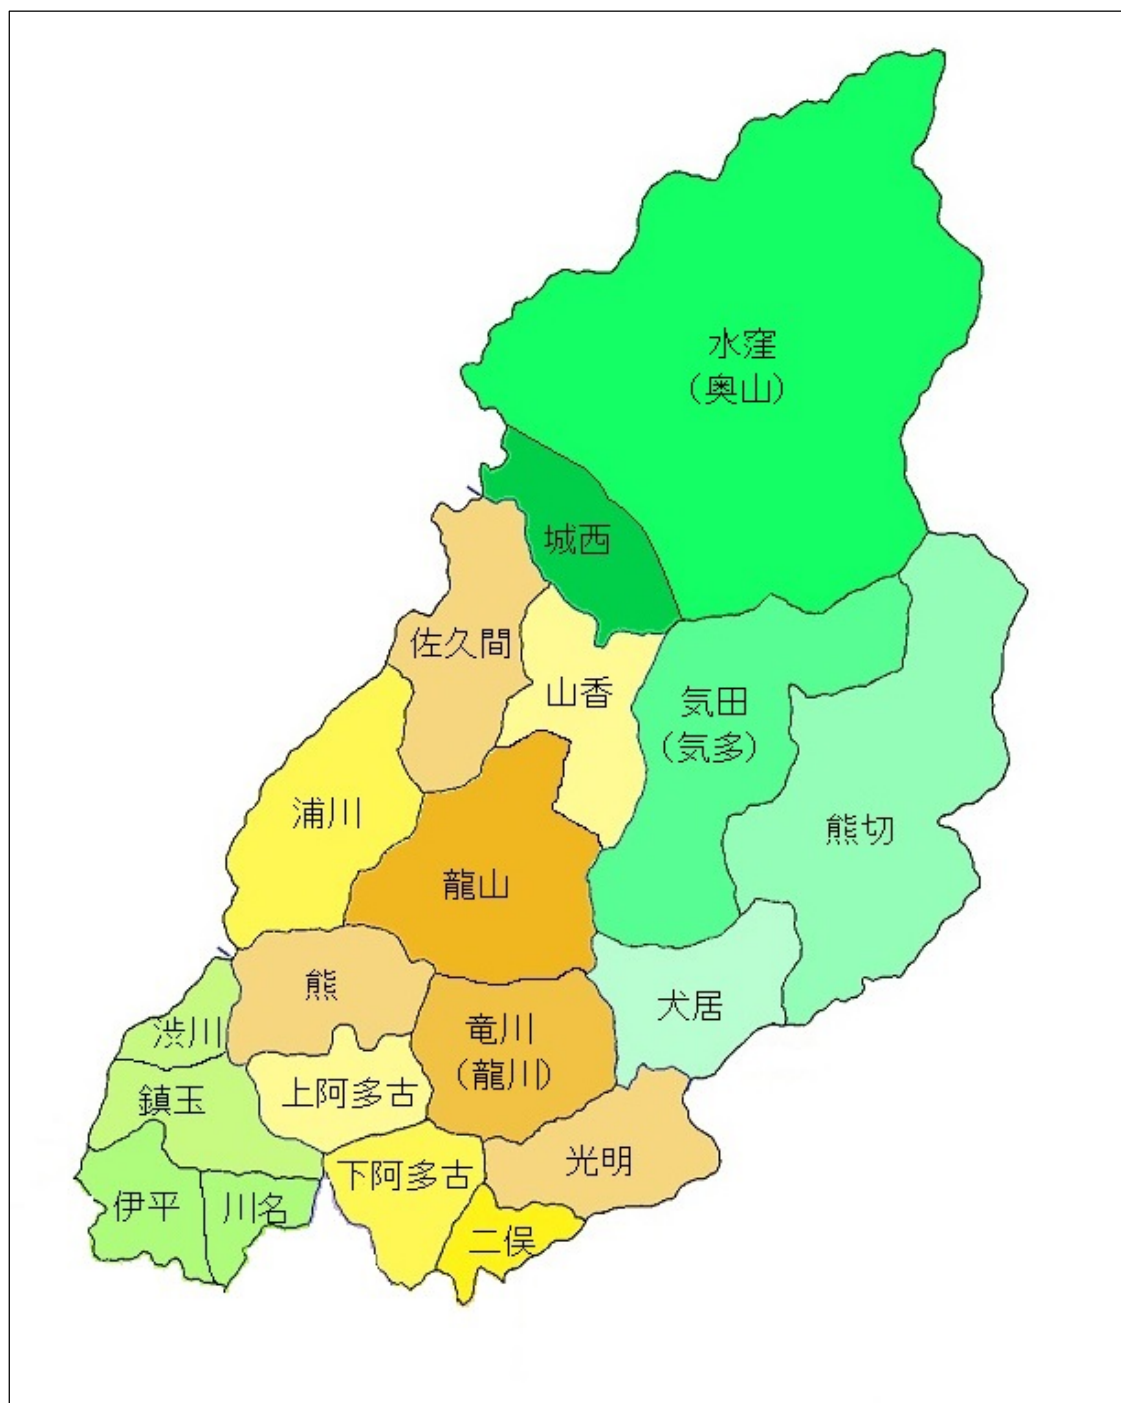 水窪
（奥山）
城西
佐久間
山香
気田
（気多）
浦川
熊切
龍山
熊
犬居
渋川
竜川
（龍川）
鎮玉
上阿多古
光明
下阿多古
伊平
川名
二俣